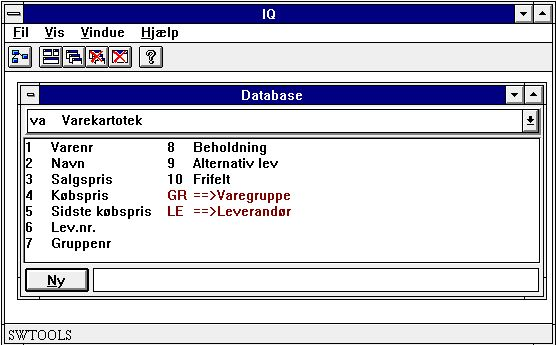 IQ
Fil Vis Vindue Hjælp
?
Database
va Varekartotek
1 Varenr 8 Beholdning
2 Navn 9 Alternativ lev
3 Salgspris 10 Frifelt
4 Købspris GR ==>Varegruppe
5 Sidste købspris LE ==>Leverandør
6 Lev.nr.
7 Gruppenr
Ny
SWTOOLS